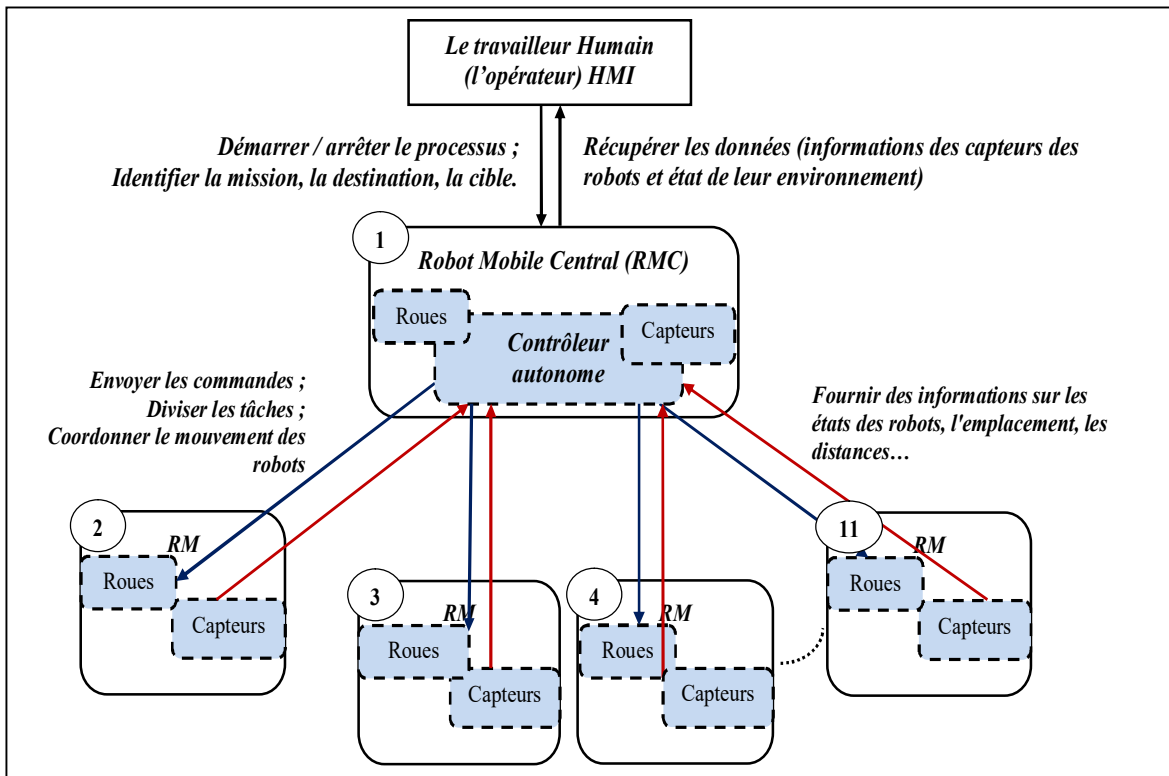 Le travailleur Humain
(l’opérateur) HMI
Démarrer / arrêter le processus ;
Identifier la mission, la destination, la cible.
Récupérer les données (informations des capteurs des
robots et état de leur environnement)
1
Robot Mobile Central (RMC)
Roues
Capteurs
Contrôleur
autonome
Envoyer les commandes ;
Diviser les tâches ;
Coordonner le mouvement des
robots
Fournir des informations sur les
états des robots, l'emplacement, les
distances…
2
RM
Roues
Capteurs
3
RM
Roues
Capteurs
4
RM
Roues
Capteurs
11
RM
Roues
Capteurs